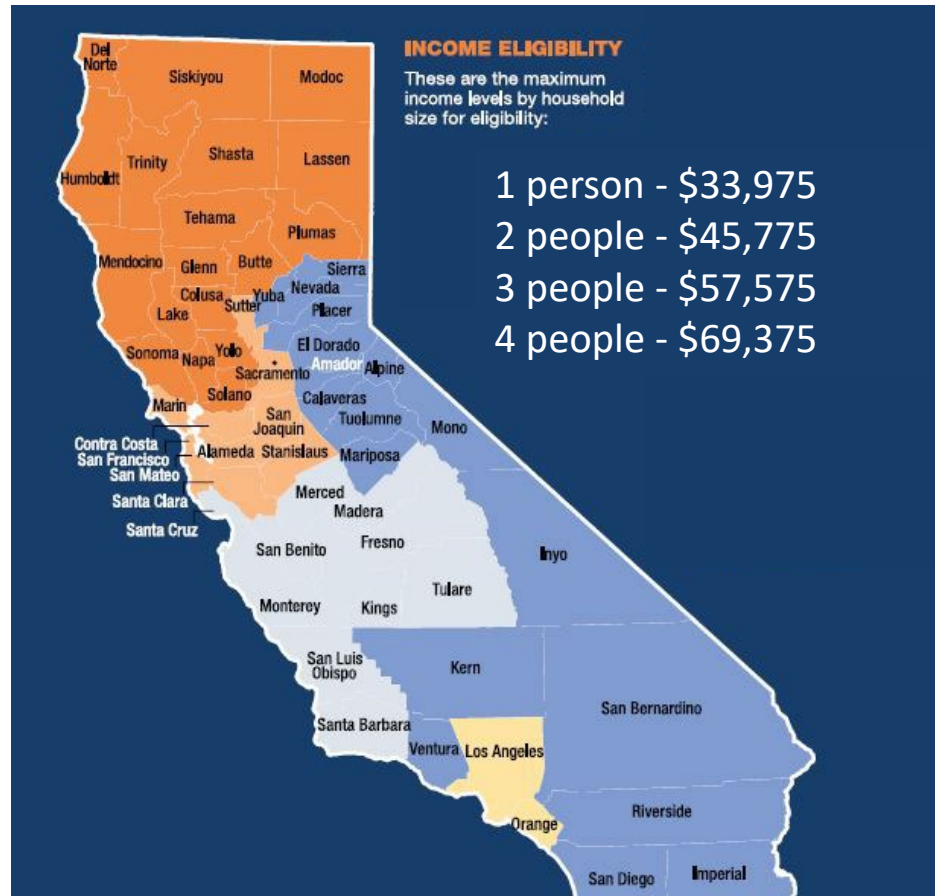 INCOME ELIGIBILITY
These are the maximum
income levels by household
size for eligibility:
1 person - $33,975
2 people - $45,775
3 people - $57,575
4 people - $69,375
Del
Norte
Siskiyou
Modoc
Humboldt
Trinity
Shasta
Lassen
Tehama
Plumas
Mendocino
Glenn
Butte
Sierra
Nevada
Colusa
Sutter
Yuba
Placer
Lake
El Dorado
Sonoma
Napa
Yolo
Sacramento
Amador
Alpine
Solano
Marin
Calaveras
San
Joaquin
Tuolumne
Mono
Contra Costa
San Francisco
Alameda
Stanislaus
Mariposa
San Mateo
Santa Clara
Merced
Madera
Santa Cruz
San Benito
Fresno
Inyo
Tulare
Monterey
Kings
San Luis
Obispo
Kern
San Bernardino
Santa Barbara
Ventura
Los Angeles
Orange
Riverside
San Diego
Imperial